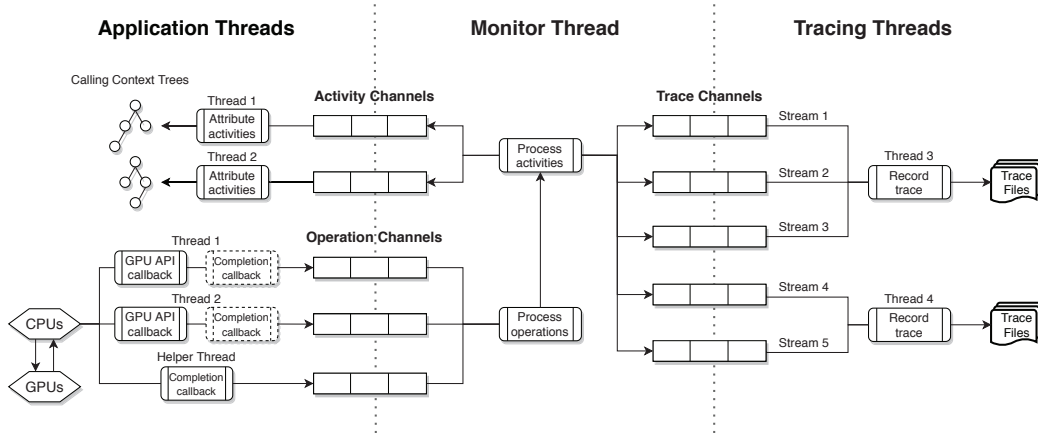 Application Threads
Monitor Thread
Tracing Threads
Calling Context Trees
Thread 1
Activity Channels
Trace Channels
Attribute
activities
Thread 2
Attribute
activities
Process
activities
Stream 1
Stream 2
Stream 3
Thread 3
Record
trace
Trace
Files
Thread 1
Operation Channels
GPU API
callback
Completion
callback
Thread 2
GPU API
callback
Completion
callback
Helper Thread
Completion
callback
CPUs
GPUs
Process
operations
Stream 4
Stream 5
Thread 4
Record
trace
Trace
Files